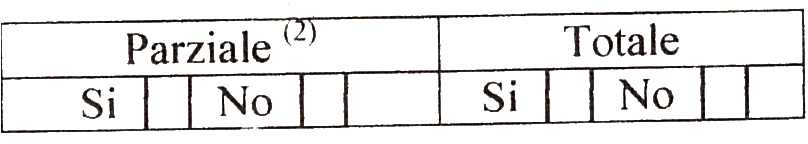 Parziale (2) Totale
Si No Si No